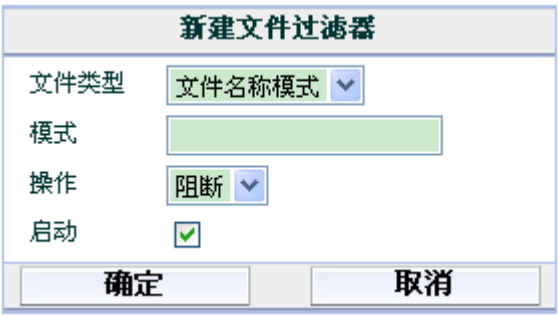 新建文件过滤器
文件类型 文件名称模式
模式
操作 阻断
启动
确定 取消